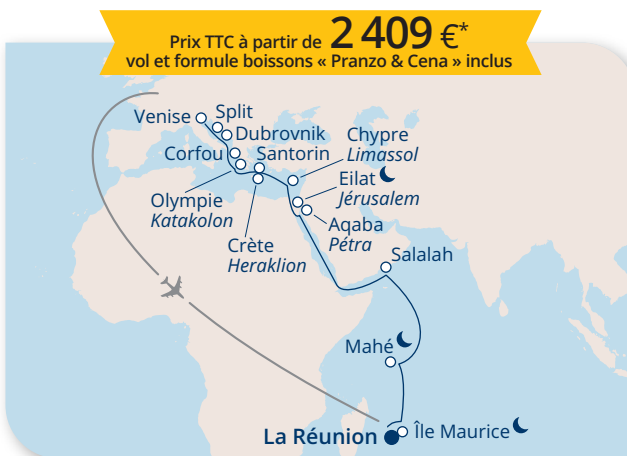 Prix TTC à partir de 2 409 €*
vol et formule boissons « Pranzo & Cena » inclus
Venise
Split
Dubrovnik
Corfou
Santorin
Chypre
Limassol
Eilat
Jérusalem
Olympie
Katakolon
Aqaba
Pétra
Crète
Heraklion
Salalah
Mahé
La Réunion
Île Maurice